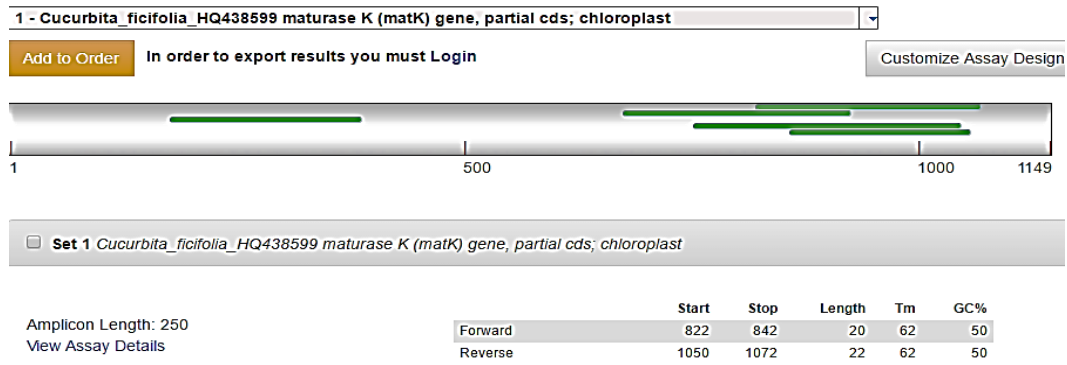 1 - Cucurbita_ficifolia_HQ438599 maturase K (matK) gene, partial cds; chloroplast
Add to Order In order to export results you must Login Customize Assay Design
1 500 1000 1149
Set 1 Cucurbita_ficifolia_HQ438599 maturase K (matK) gene, partial cds; chloroplast
Start Stop Length Tm GC%
Amplicon Length: 250
Forward 822 842 20 62 50
View Assay Details
Reverse 1050 1072 22 62 50